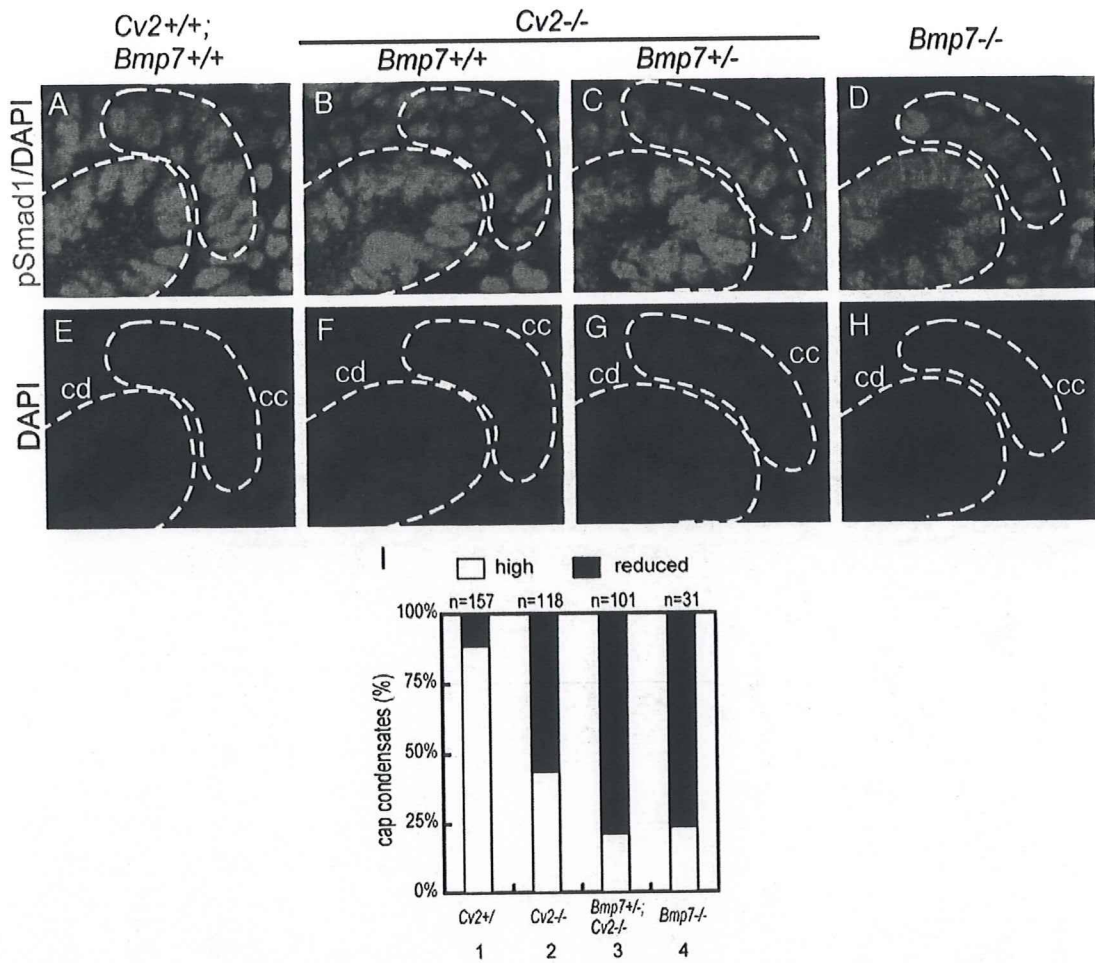 Cv2+/+;
Bmp7+/+
Cv2-/-
Bmp7+/+
Bmp7+/-
Bmp7-/-
pSmad1/DAPI
A
B
C
D
DAPI
E
cd
cc
F
cd
cc
G
cd
cc
H
cd
cc
I
high
reduced
n=157
n=118
n=101
n=31
cap condensates (%)
100%
75%
50%
25%
0%
Cv2+/
Cv2-/-
Bmp7+/-;
Cv2-/-
Bmp7-/-
1
2
3
4